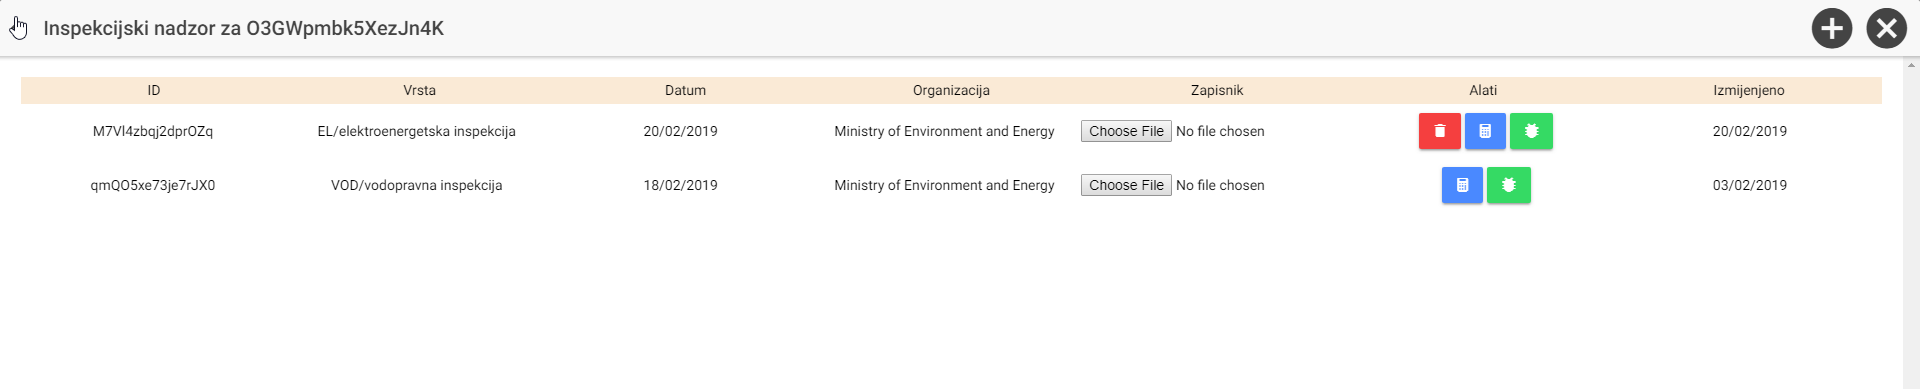 Inspekcijski nadzor za O3GWpmbk5XezJn4K
ID Vrsta Datum Organizacija Zapisnik Alati Izmijenjeno
M7Vl4zbqj2dprOZq EL/elektroenergetska inspekcija 20/02/2019 Ministry of Environment and Energy Choose File No file chosen 20/02/2019
qmQO5xe73je7rJX0 VOD/vodopravna inspekcija 18/02/2019 Ministry of Environment and Energy Choose File No file chosen 03/02/2019